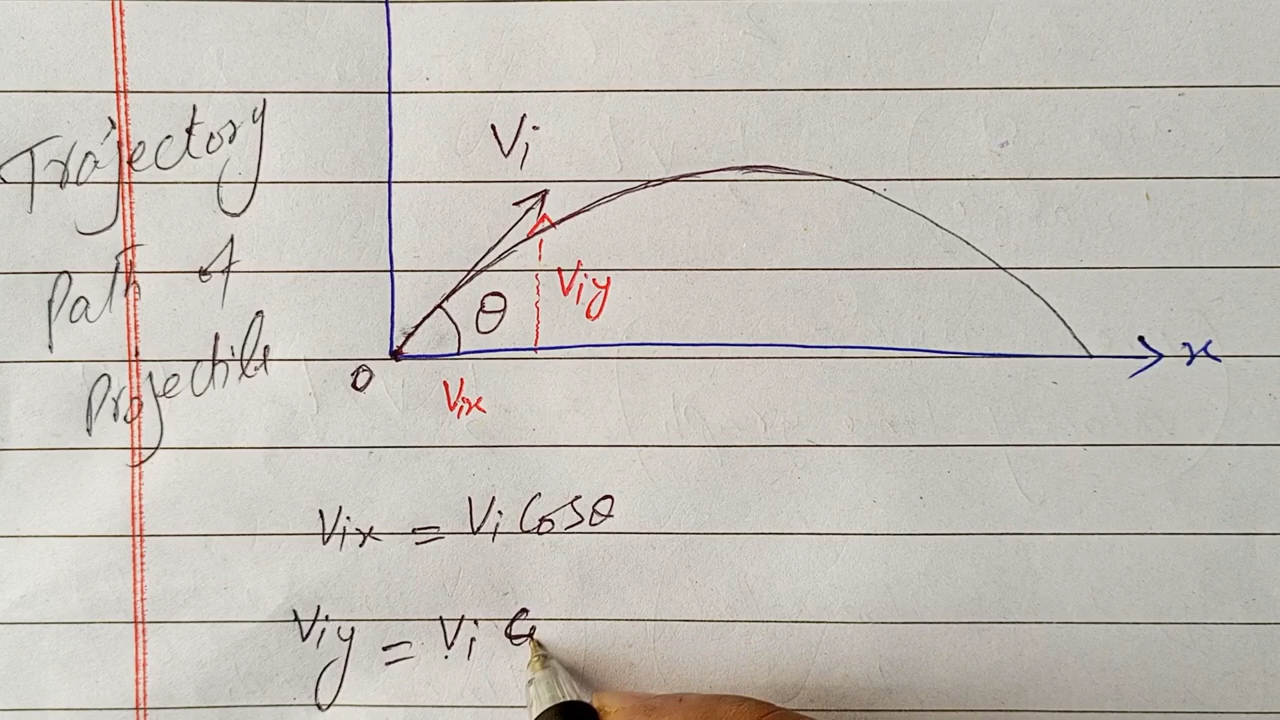 Trajectory
Path of
Projectile
Vi
θ
Viy
O
Vix
x
Vix = Vi Cosθ
Viy = Vi